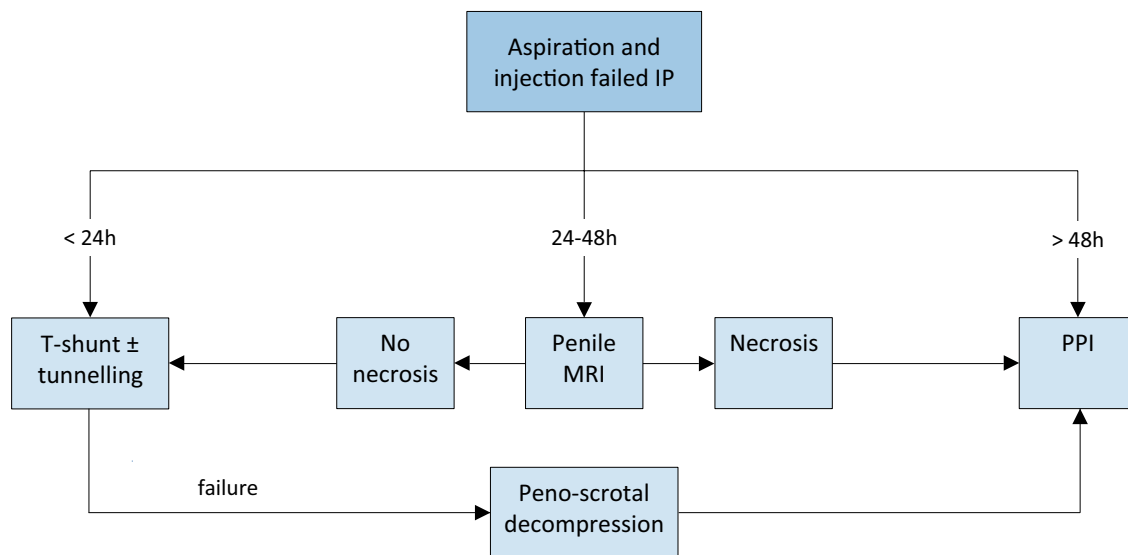 Aspiration and
injection failed IP
< 24h
24-48h
> 48h
T-shunt ±
tunnelling
No
necrosis
Penile
MRI
Necrosis
PPI
failure
Peno-scrotal
decompression